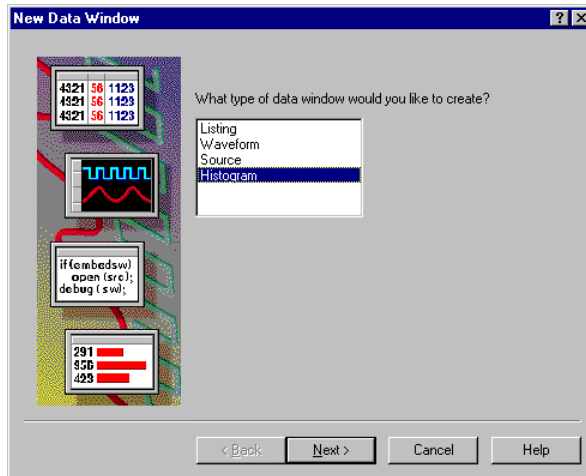 New Data Window
4321 56 1123
4321 56 1123
4321 56 1123
if(embadsw)
open (src);
debug (sw);
291
956
423
What type of data window would you like to create?
Listing
Waveform
Source
Histogram
< Back
Next >
Cancel
Help